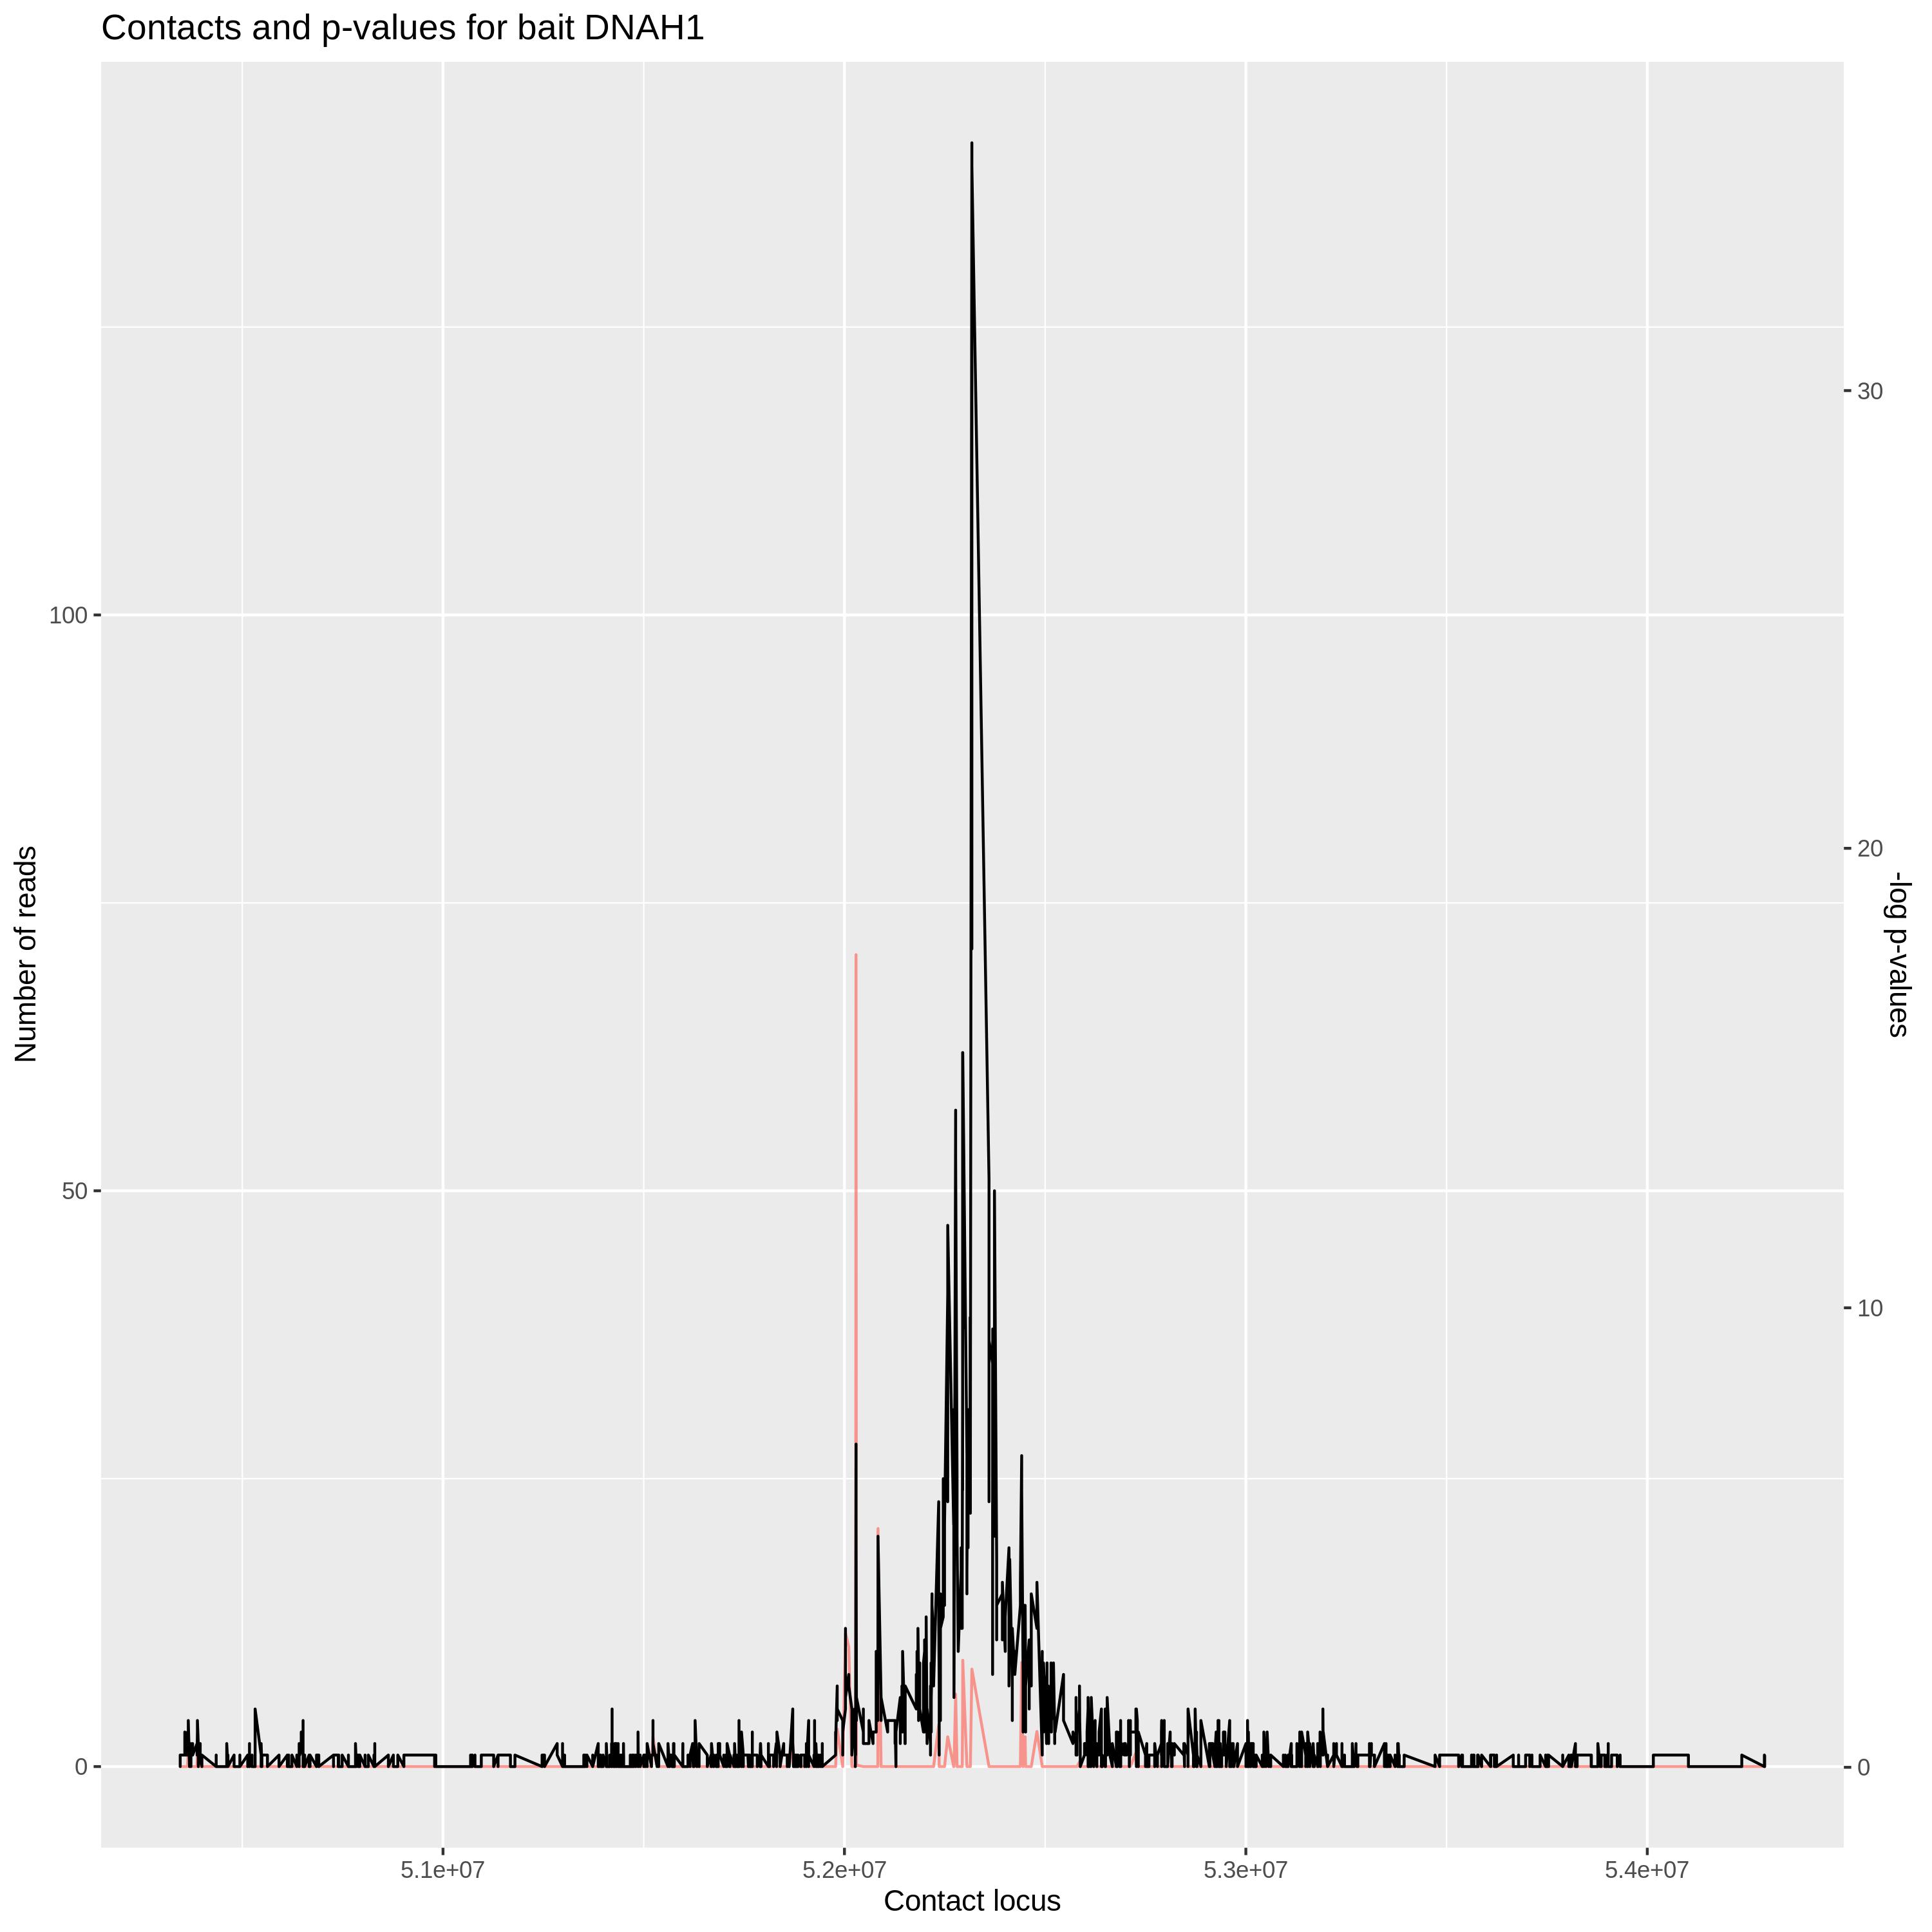 Contacts and p-values for bait DNAH1
Number of reads
100
50
0
30
20
10
0
-log p-values
5.1e+07
5.2e+07
5.3e+07
5.4e+07
Contact locus